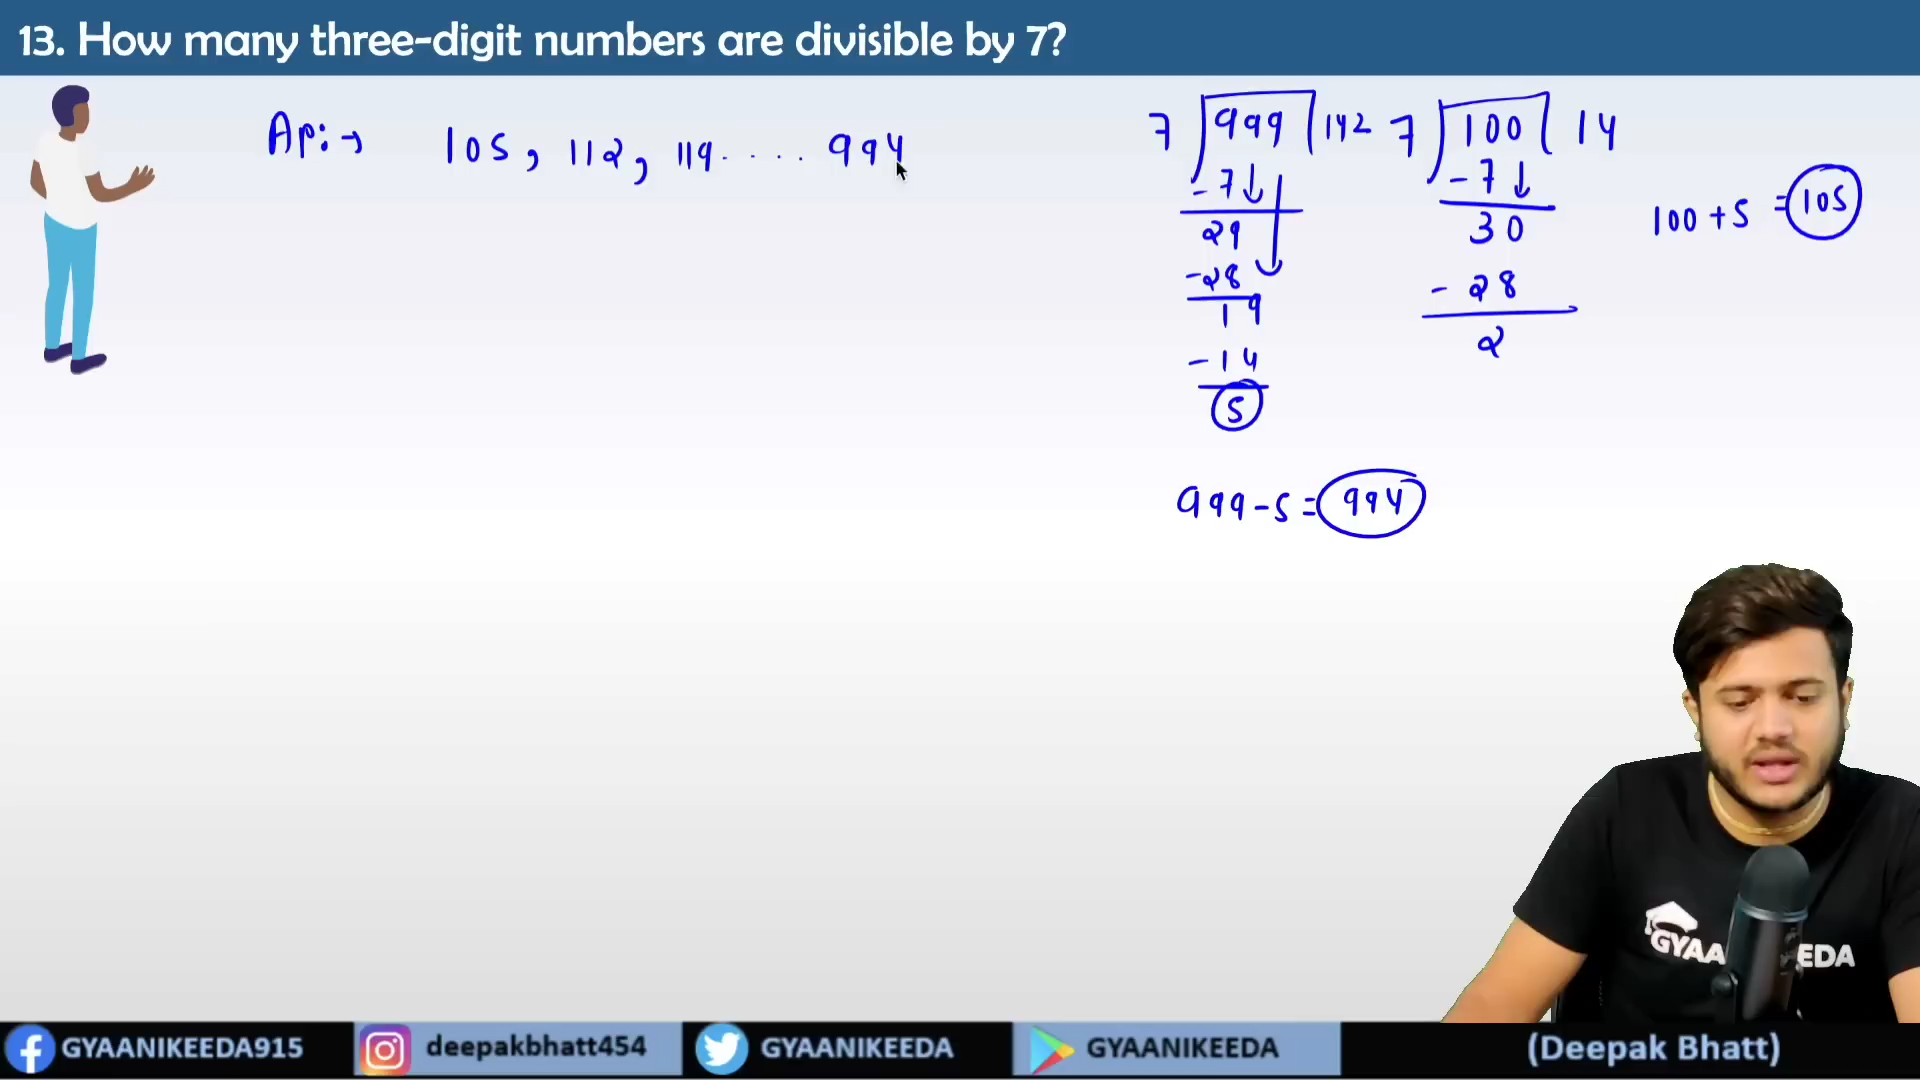 13. How many three-digit numbers are divisible by 7?
Ap:→ 105, 112, 119 ..... 994
7 999 142
-7
29
-28
19
-14
5
999-5=994
7 100 14
-7
30
-28
2
100+5 =105
GYAA EEDA
GYAANIKEEDA915
deepakbhatt454
GYAANIKEEDA
GYAANIKEEDA
(Deepak Bhatt)